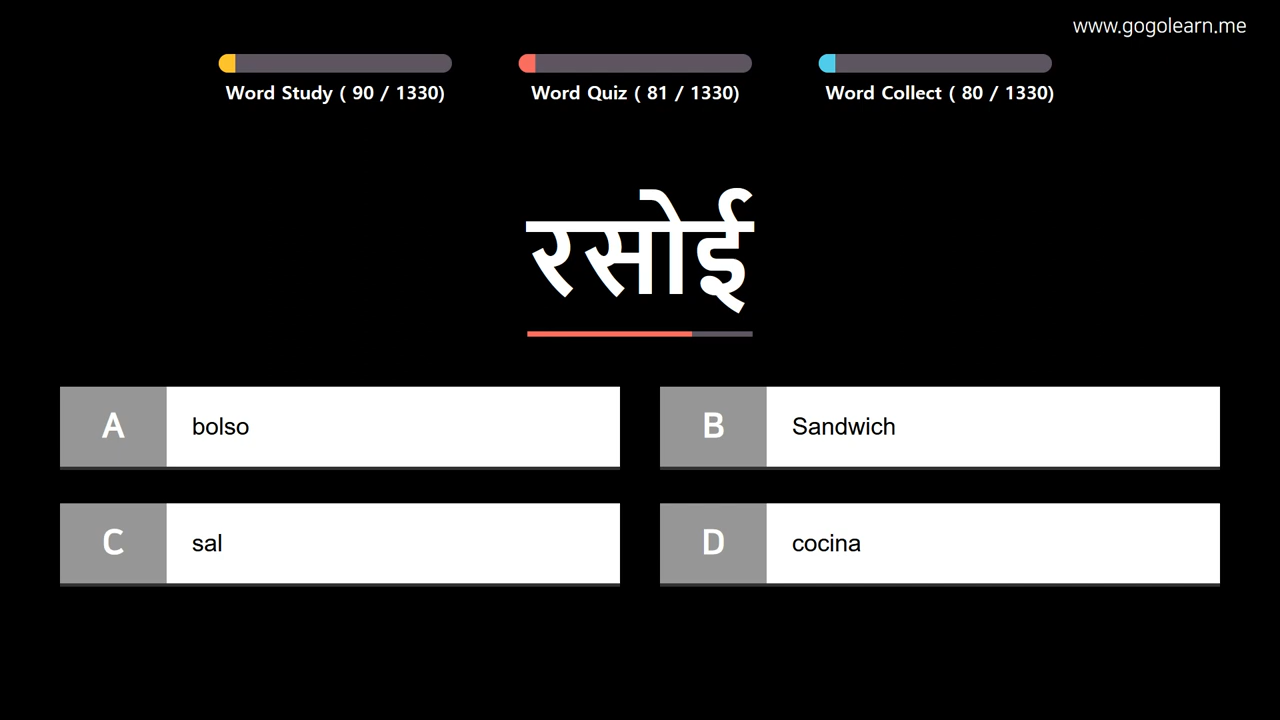 www.gogolearn.me
Word Study ( 90 / 1330)
Word Quiz ( 81 / 1330)
Word Collect ( 80 / 1330)
रसोई
A bolso
B Sandwich
C sal
D cocina